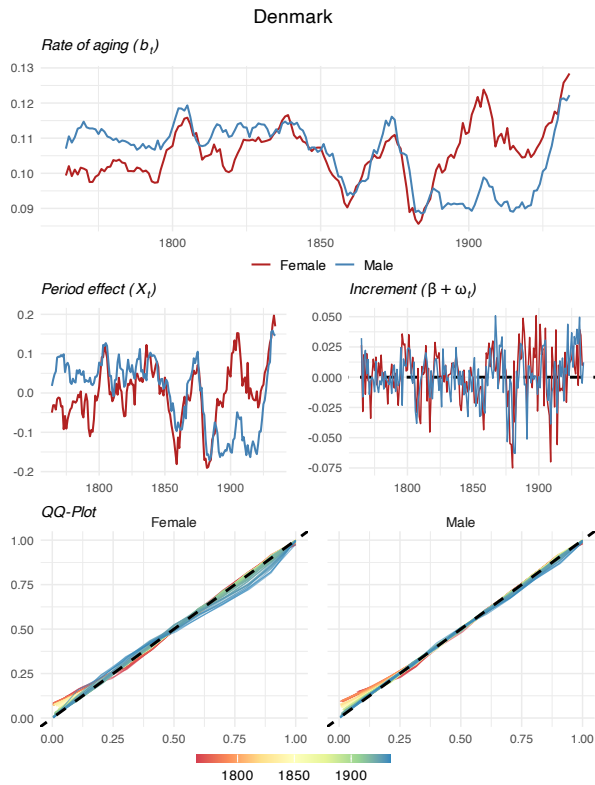 Denmark
Rate of aging (bt)
0.13
0.12
0.11
0.10
0.09
1800 1850 1900
Female Male
Period effect (Xt)
0.2
0.1
0.0
-0.1
-0.2
1800 1850 1900
Increment (β + ωt)
0.050
0.025
0.000
-0.025
-0.050
-0.075
1800 1850 1900
QQ-Plot
Female
1.00
0.75
0.50
0.25
0.00
0.00 0.25 0.50 0.75 1.00
Male
0.00 0.25 0.50 0.75 1.00
1800 1850 1900